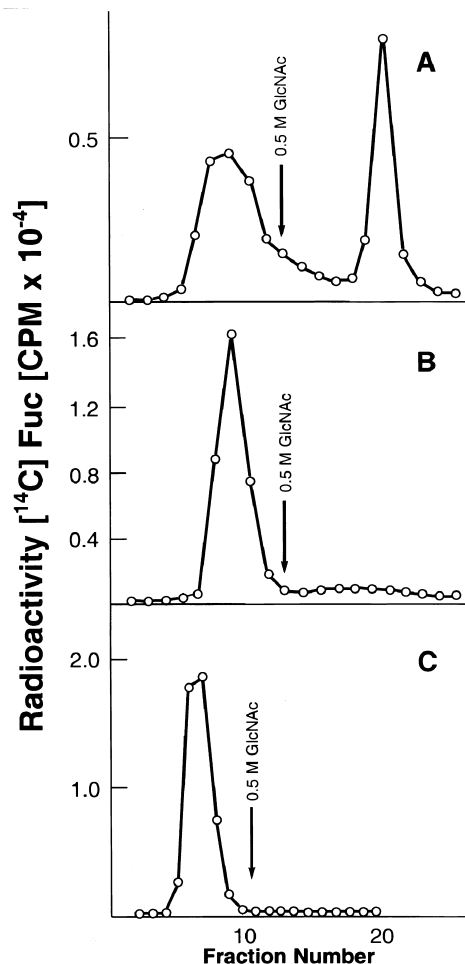 Radioactivity [¹⁴C] Fuc [CPM x 10⁻⁴]
A
0.5
0.5 M GlcNAc
B
1.6
1.2
0.8
0.4
0.5 M GlcNAc
C
2.0
1.0
0.5 M GlcNAc
10 20
Fraction Number